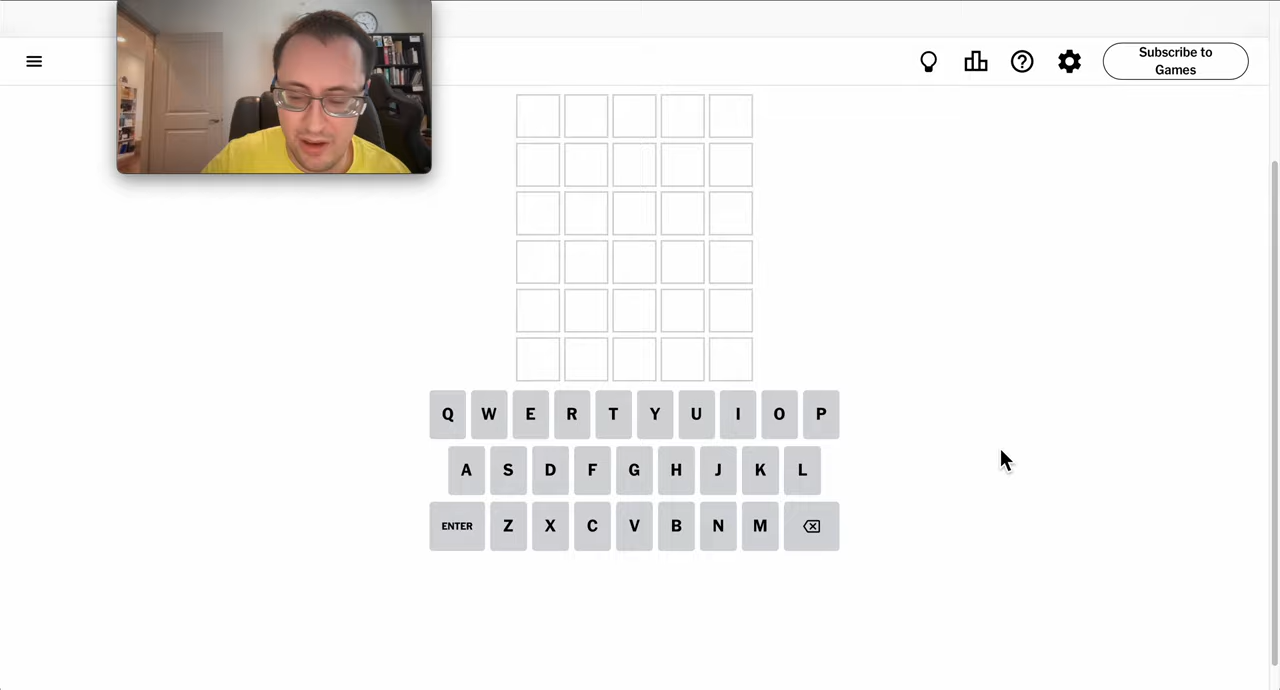 Subscribe to
Games
Q W E R T Y U I O P
A S D F G H J K L
ENTER Z X C V B N M